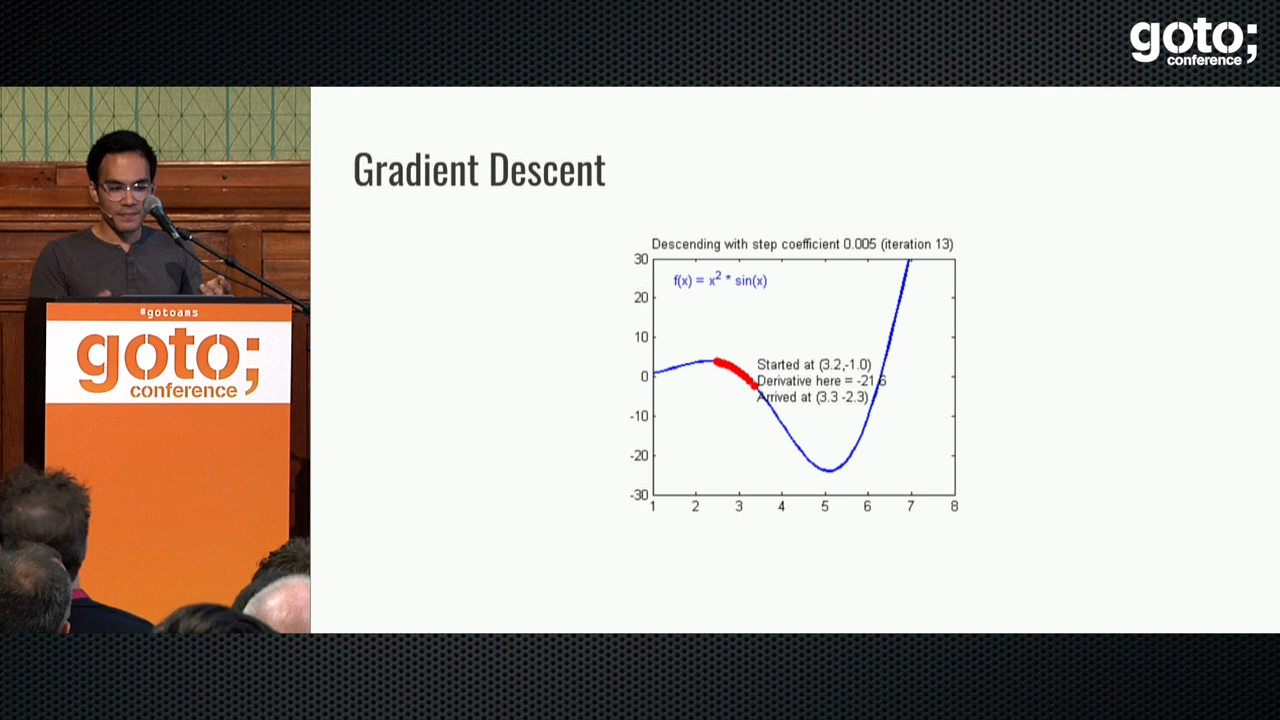 goto;
conference
Gradient Descent
Descending with step coefficient 0.005 (iteration 13)
f(x) = x2 * sin(x)
30
20
10
0
-10
-20
-30
1 2 3 4 5 6 7 8
Started at (3.2,-1.0)
Derivative here = -21.6
Arrived at (3.3 -2.3)
#gotoams
goto;
conference